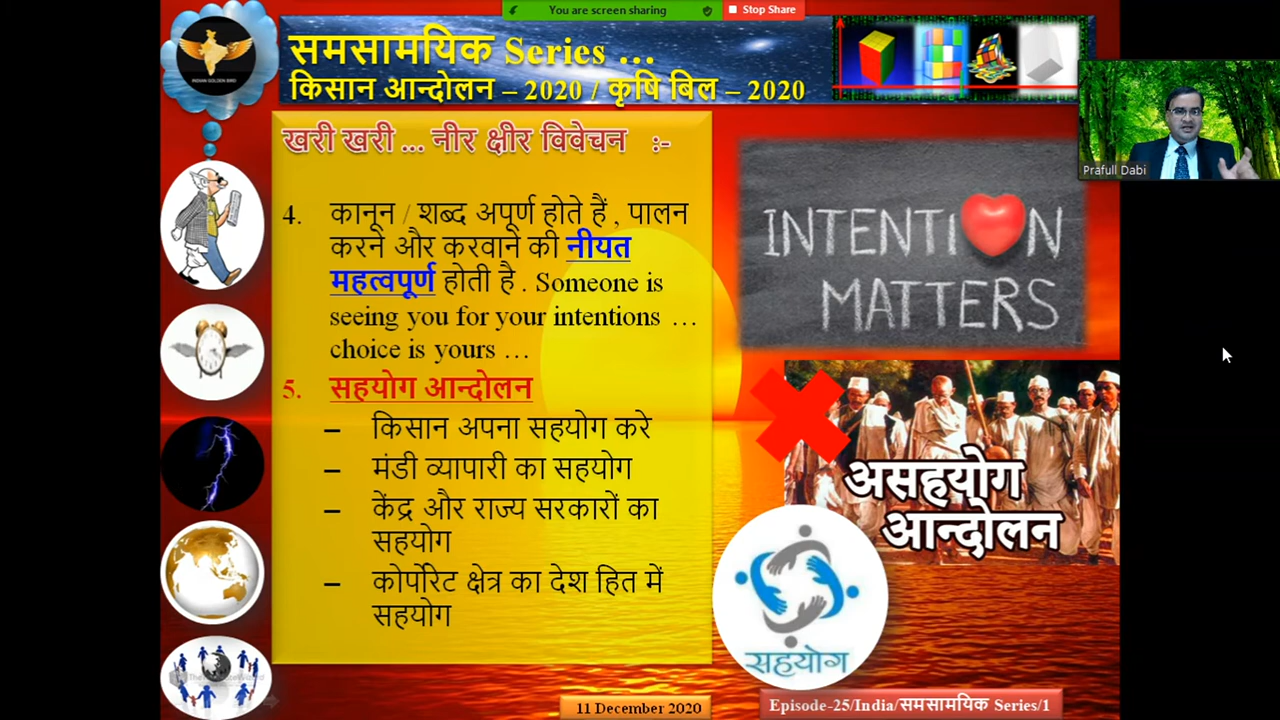 You are screen sharing
Stop Share
समसामयिक Series ...
किसान आन्दोलन – 2020 / कृषि बिल – 2020
INDIAN GOLDEN BIRD
Prafull Dabi
खरी खरी ... नीर क्षीर विवेचन :-
4. कानून / शब्द अपूर्ण होते हैं , पालन
करने और करवाने की नीयत
महत्वपूर्ण होती है . Someone is
seeing you for your intentions ...
choice is yours ...
5. सहयोग आन्दोलन
– किसान अपना सहयोग करे
– मंडी व्यापारी का सहयोग
– केंद्र और राज्य सरकारों का
सहयोग
– कोर्पोरेट क्षेत्र का देश हित में
सहयोग
INTENTION
MATTERS
असहयोग
आन्दोलन
सहयोग
11 December 2020
Episode-25/India/समसामयिक Series/1